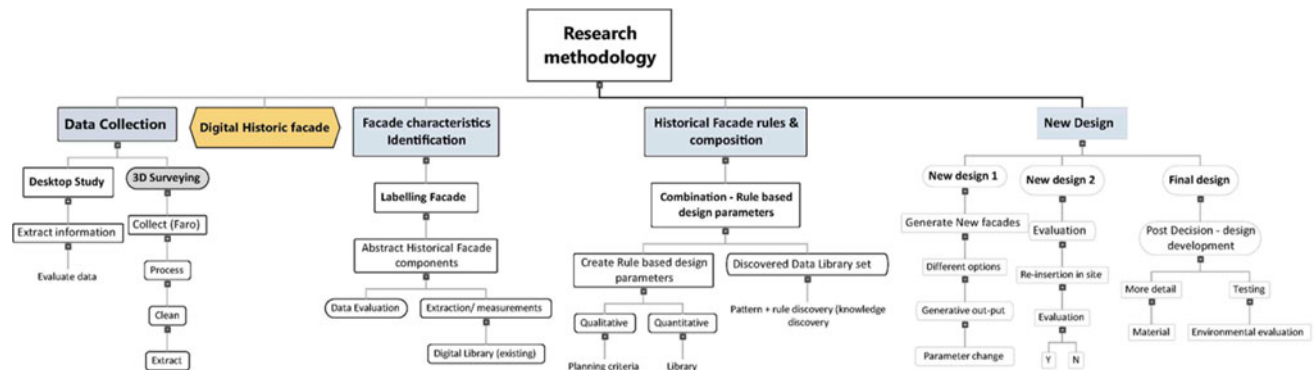 Research
methodology
Data Collection
Digital Historic facade
Facade characteristics
Identification
Historical Facade rules &
composition
New Design
Desktop Study
3D Surveying
Extract information
Collect (Faro)
Evaluate data
Process
Clean
Extract
Labelling Facade
Abstract Historical Facade
components
Data Evaluation
Extraction/ measurements
Digital Library (existing)
Combination - Rule based
design parameters
Create Rule based design
parameters
Discovered Data Library set
Qualitative
Quantitative
Pattern + rule discovery (knowledge
discovery
Planning criteria
Library
New design 1
New design 2
Final design
Generate New facades
Evaluation
Post Decision - design
development
Different options
Re-insertion in site
More detail
Testing
Generative out-put
Evaluation
Material
Environmental evaluation
Parameter change
Y
N